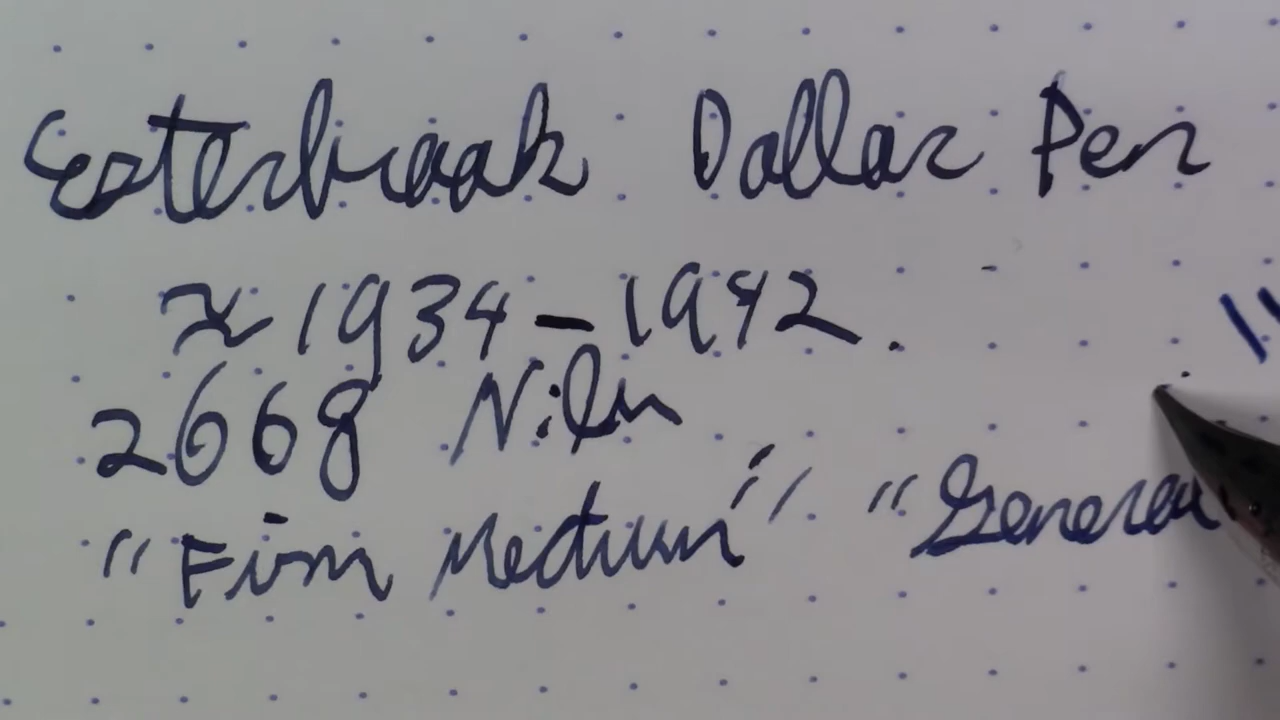 Esterbrook Dollar Pen
≈ 1934-1942.
2668 Nib
"Firm Medium" "General